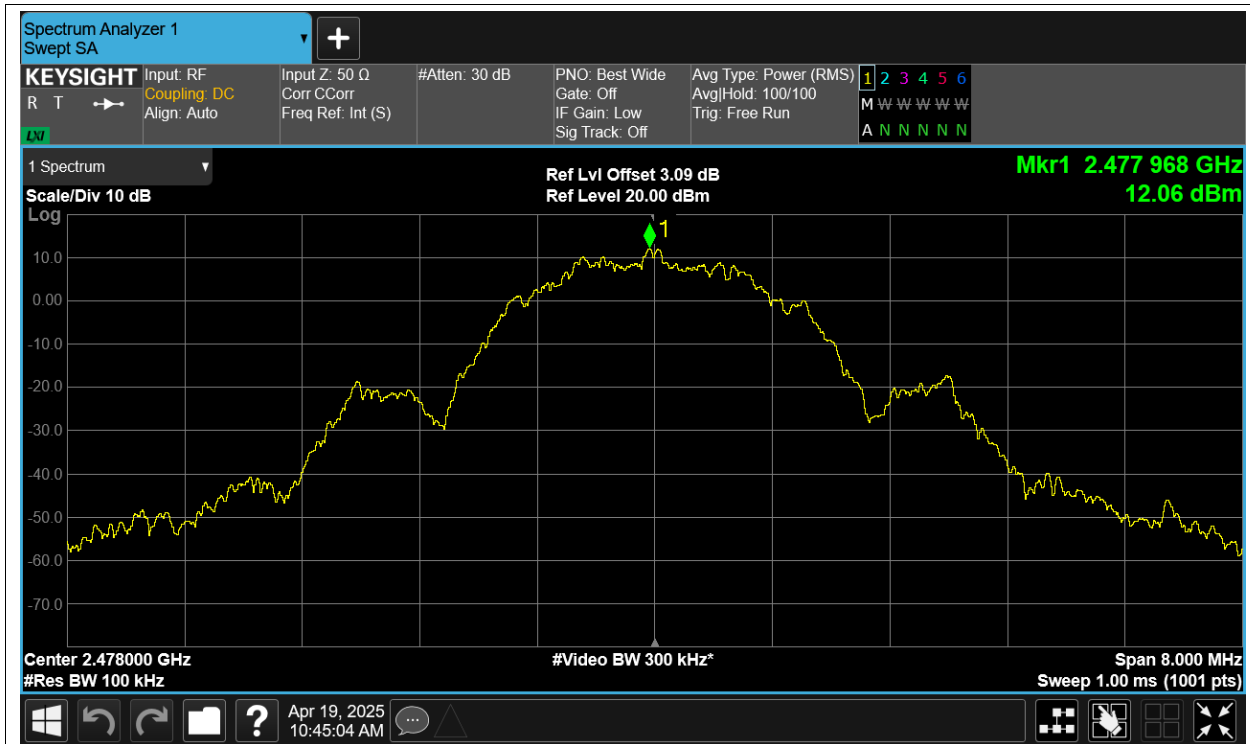 Spectrum Analyzer 1
Swept SA
KEYSIGHT
R T
LXI
Input: RF
Coupling: DC
Align: Auto
Input Z: 50 Ω
Corr CCorr
Freq Ref: Int (S)
#Atten: 30 dB
PNO: Best Wide
Gate: Off
IF Gain: Low
Sig Track: Off
Avg Type: Power (RMS)
Avg|Hold: 100/100
Trig: Free Run
1 2 3 4 5 6
M W W W W W
A N N N N N
1 Spectrum
Scale/Div 10 dB
Log
Ref Lvl Offset 3.09 dB
Ref Level 20.00 dBm
Mkr1 2.477 968 GHz
12.06 dBm
1
10.0
0.00
-10.0
-20.0
-30.0
-40.0
-50.0
-60.0
-70.0
Center 2.478000 GHz
#Res BW 100 kHz
#Video BW 300 kHz*
Span 8.000 MHz
Sweep 1.00 ms (1001 pts)
?
Apr 19, 2025
10:45:04 AM